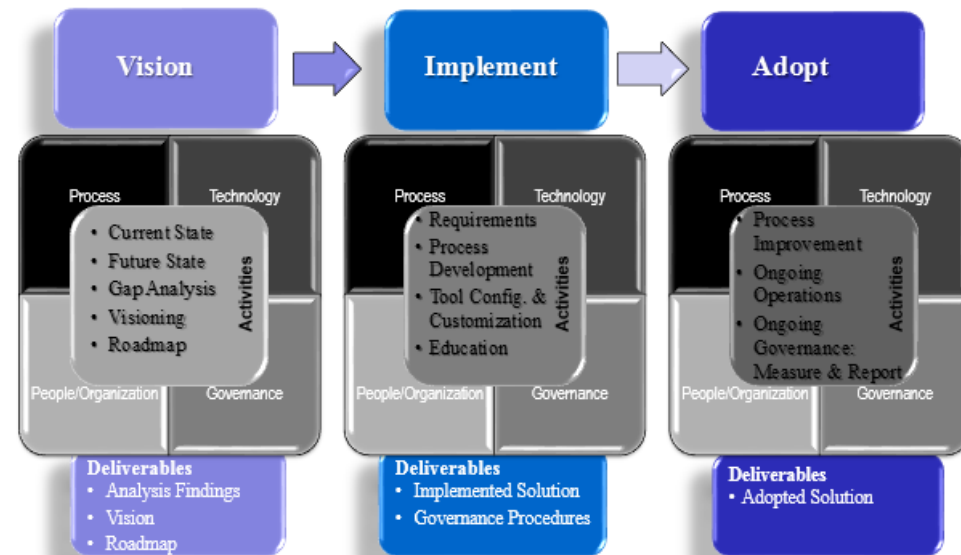 Vision
Implement
Adopt
Process
Technology
• Current State
• Future State
• Gap Analysis
• Visioning
• Roadmap
Activities
People/Organization
Governance
Process
Technology
• Requirements
• Process
Development
• Tool Config. &
Customization
• Education
Activities
People/Organization
Governance
Process
Technology
• Process
Improvement
• Ongoing
Operations
• Ongoing
Governance:
Measure & Report
Activities
People/Organization
Governance
Deliverables
• Analysis Findings
• Vision
• Roadmap
Deliverables
• Implemented Solution
• Governance Procedures
Deliverables
• Adopted Solution